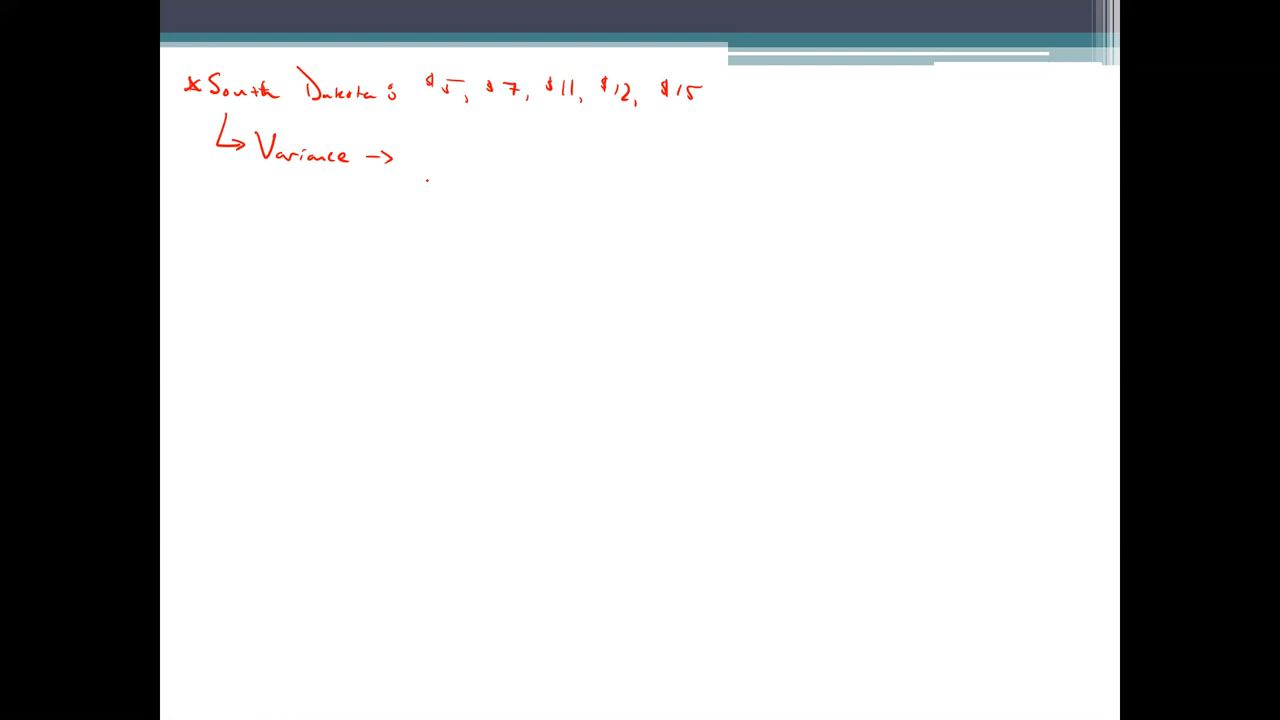 *South Dakota: $5, $7, $11, $12, $15
↳ Variance →